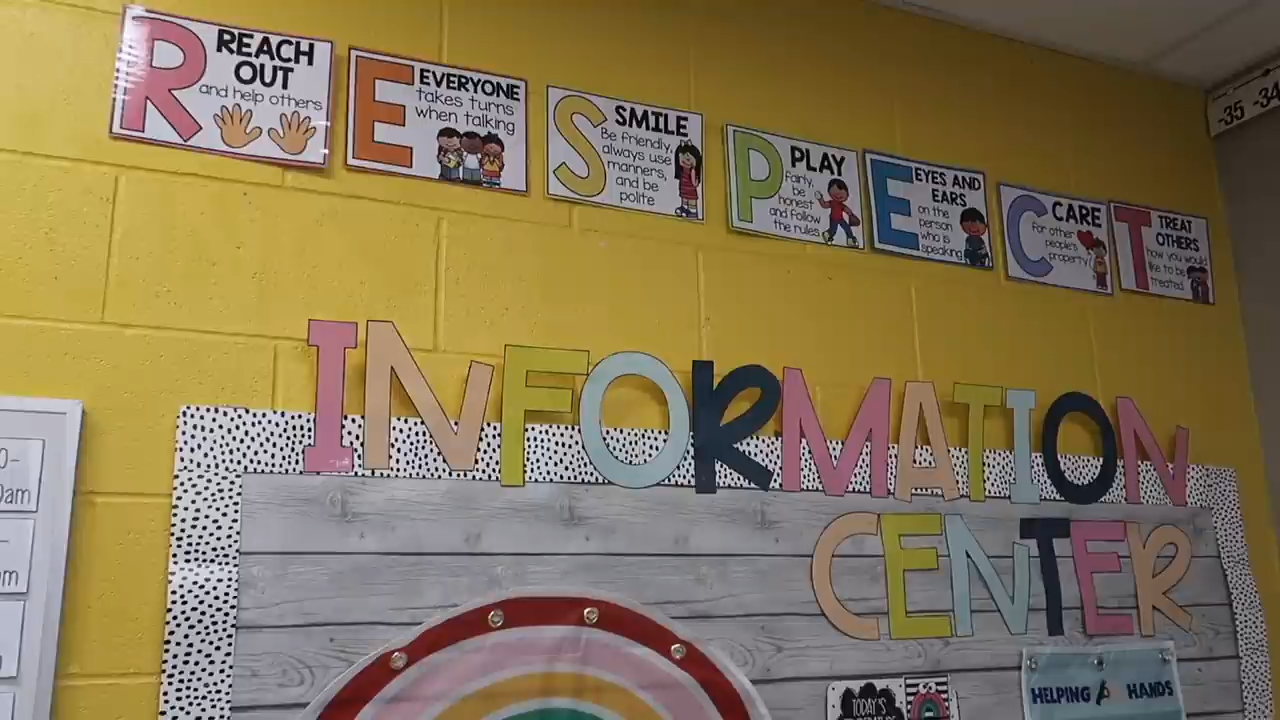 R
REACH
OUT
and help others
E
EVERYONE
takes turns
when talking
S
SMILE
Be friendly,
always use
manners,
and be
polite
P
PLAY
fairly,
be
honest
and follow
the rules
E
EYES AND
EARS
on the
person
who is
speaking
C
CARE
for other
people's
property
T
TREAT
OTHERS
how you would
like to be
treated
-35 -34
INFORMATION
CENTER
HELPING HANDS
TODAY'S
0-
0am
-
m